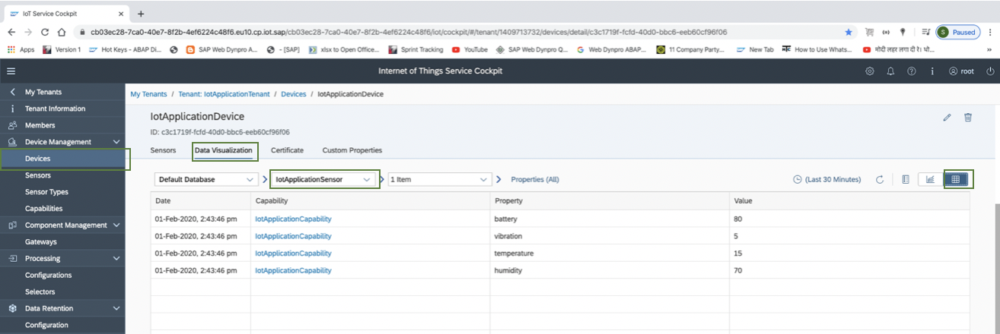 IoT Service Cockpit
cb03ec28-7ca0-40e7-8f2b-4ef6224c48f6.eu10.cp.iot.sap/cb03ec28-7ca0-40e7-8f2b-4ef6224c48f6/iot/cockpit/#/tenant/1409713732/devices/detail/c3c1719f-fcfd-40d0-bbc6-eeb60cf96f06
S Paused
Apps Version 1 Hot Keys - ABAP Di... SAP Web Dynpro A... - [SAP] xlsx to Open Office... Sprint Tracking YouTube SAP Web Dynpro Q... Web Dynpro ABAP... 11 Company Party... New Tab How to Use Whats... मोदी लहर लगा दी रे। भो... »
Internet of Things Service Cockpit
root
My Tenants
Tenant Information
Members
Device Management
Devices
Sensors
Sensor Types
Capabilities
Component Management
Gateways
Processing
Configurations
Selectors
Data Retention
Configuration
My Tenants / Tenant: IotApplicationTenant / Devices / IotApplicationDevice
IotApplicationDevice
ID: c3c1719f-fcfd-40d0-bbc6-eeb60cf96f06
Sensors Data Visualization Certificate Custom Properties
Default Database IotApplicationSensor 1 Item Properties (All) (Last 30 Minutes)
Date Capability Property Value
01-Feb-2020, 2:43:46 pm IotApplicationCapability battery 80
01-Feb-2020, 2:43:46 pm IotApplicationCapability vibration 5
01-Feb-2020, 2:43:46 pm IotApplicationCapability temperature 15
01-Feb-2020, 2:43:46 pm IotApplicationCapability humidity 70